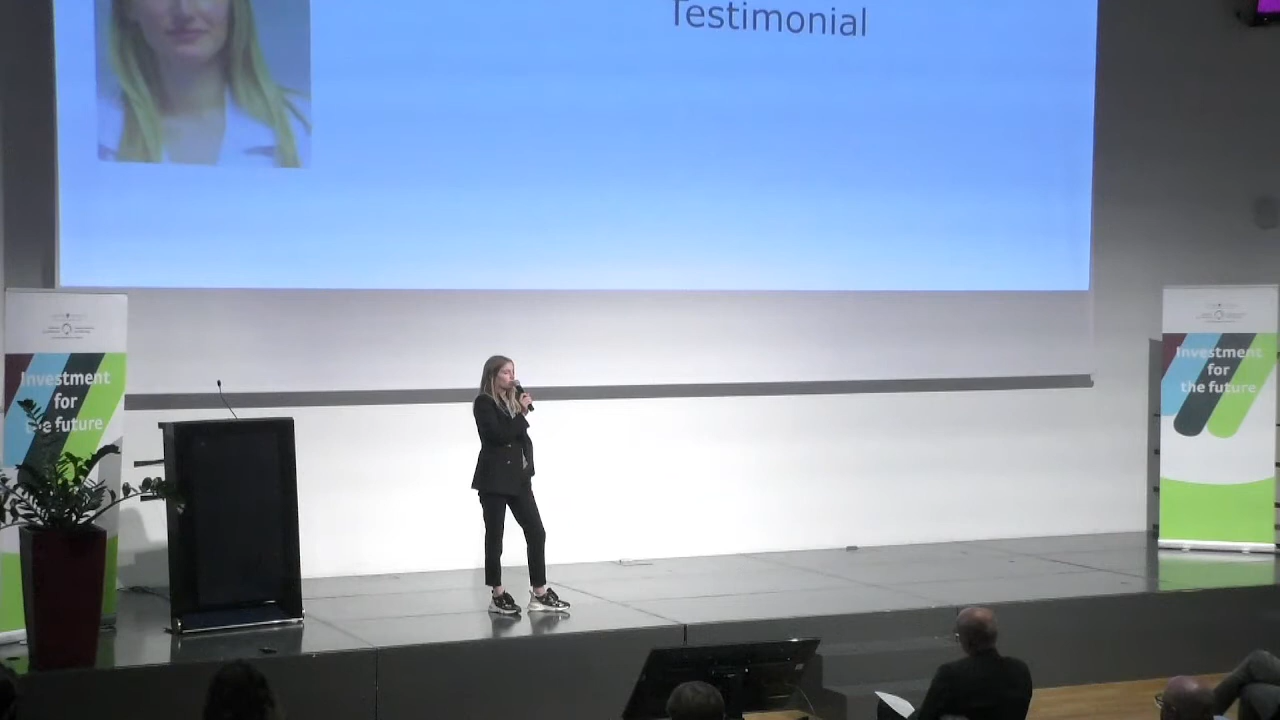 Testimonial
Investment
for
the future
Investment
for
the future